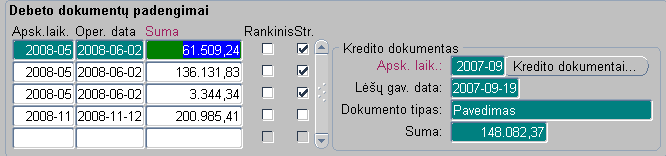 Debeto dokumentų padengimai
Apsk.laik. Oper. data Suma Rankinis Str.
2008-05 2008-06-02 61.509,24
2008-05 2008-06-02 136.131,83
2008-05 2008-06-02 3.344,34
2008-11 2008-11-12 200.985,41
Kredito dokumentas
Apsk. laik.: 2007-09 Kredito dokumentai...
Lėšų gav. data: 2007-09-19
Dokumento tipas: Pavedimas
Suma: 148.082,37